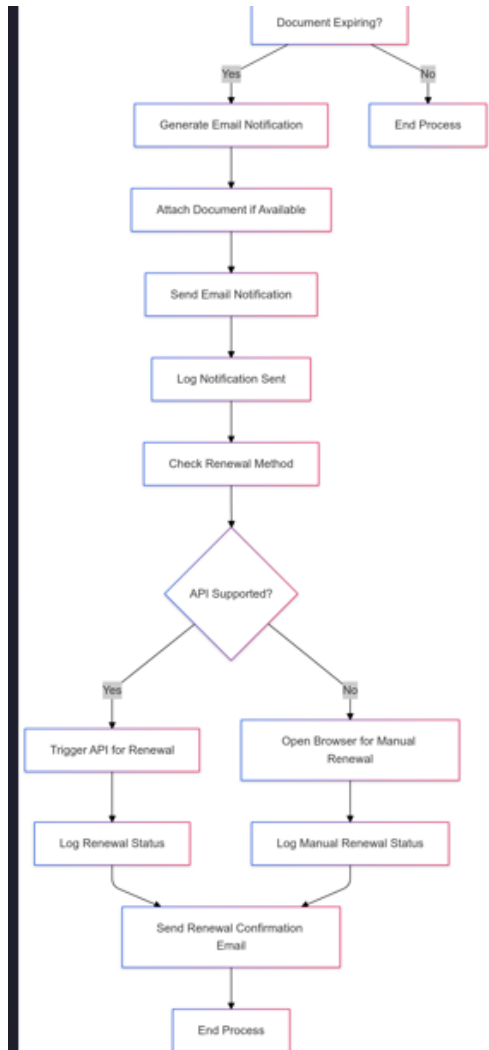 Document Expiring?
Yes
No
Generate Email Notification
End Process
Attach Document if Available
Send Email Notification
Log Notification Sent
Check Renewal Method
API Supported?
Yes
No
Trigger API for Renewal
Open Browser for Manual
Renewal
Log Renewal Status
Log Manual Renewal Status
Send Renewal Confirmation
Email
End Process